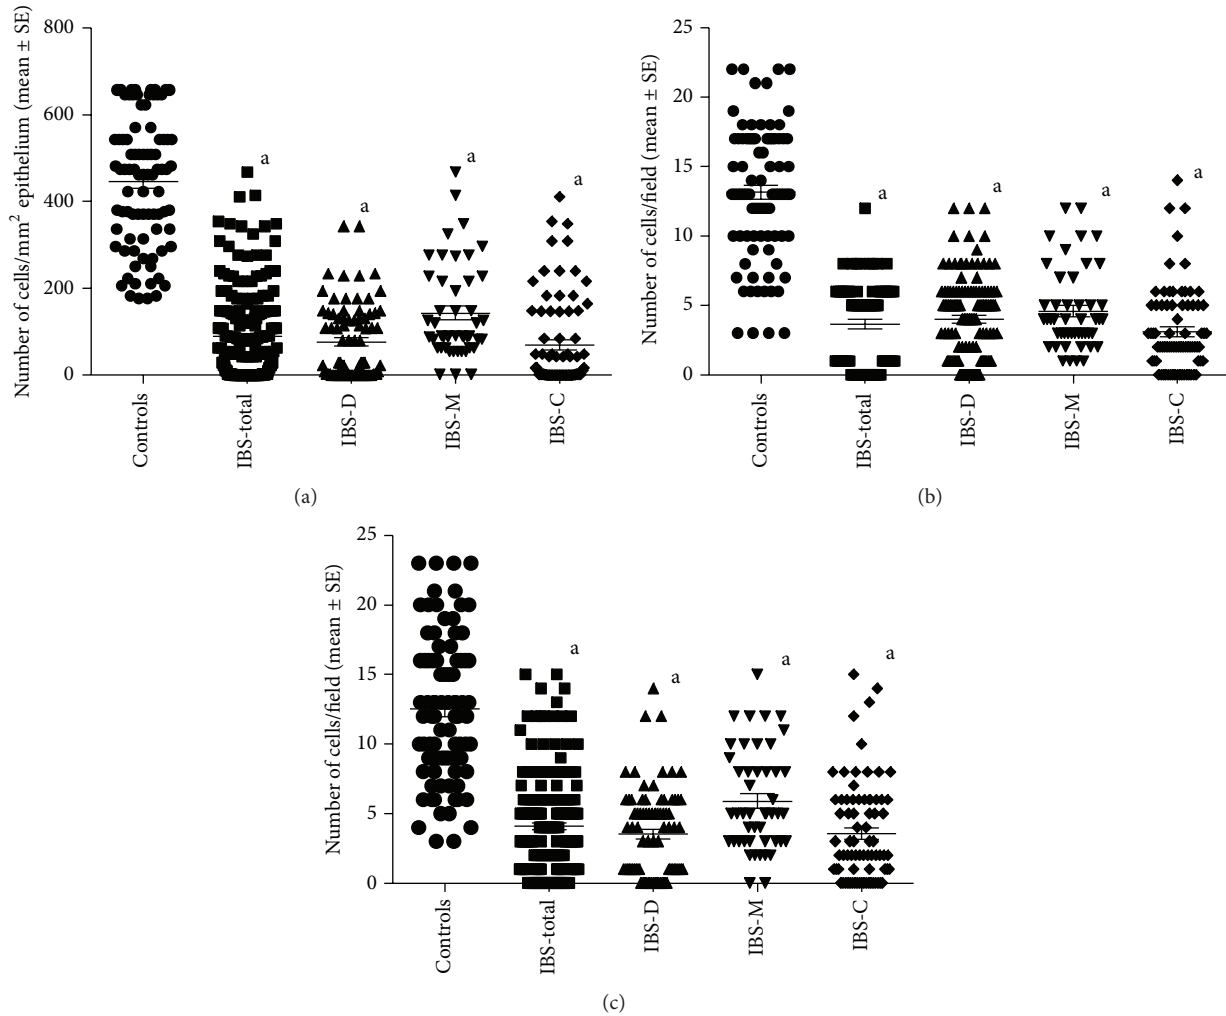 Number of cells/mm² epithelium (mean ± SE)
800
600
400
200
0
a
a
a
a
Controls
IBS-total
IBS-D
IBS-M
IBS-C
(a)
Number of cells/field (mean ± SE)
25
20
15
10
5
0
a
a
a
a
Controls
IBS-total
IBS-D
IBS-M
IBS-C
(b)
Number of cells/field (mean ± SE)
25
20
15
10
5
0
a
a
a
a
Controls
IBS-total
IBS-D
IBS-M
IBS-C
(c)